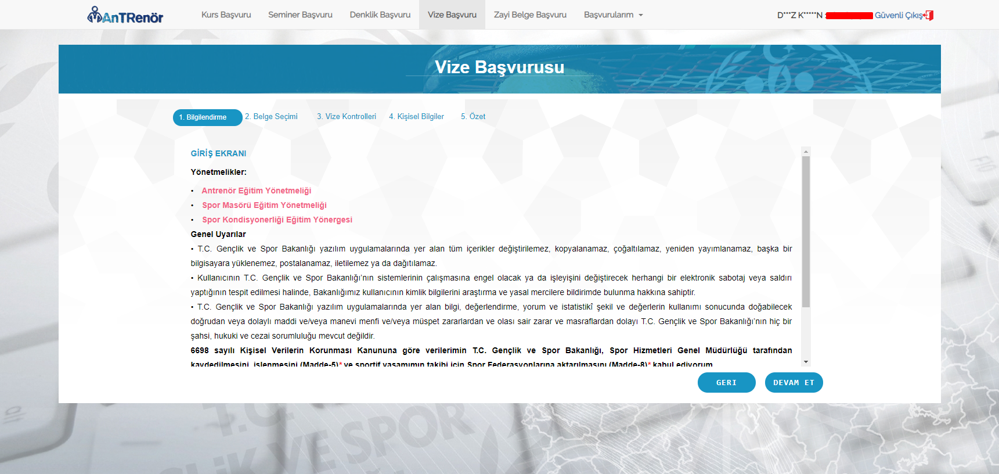 AnTRenör
Kurs Başvuru Seminer Başvuru Denklik Başvuru Vize Başvuru Zayi Belge Başvuru Başvurularım
D***Z K*****N : Güvenli Çıkış
Vize Başvurusu
1. Bilgilendirme 2. Belge Seçimi 3. Vize Kontrolleri 4. Kişisel Bilgiler 5. Özet
GİRİŞ EKRANI
Yönetmelikler:
• Antrenör Eğitim Yönetmeliği
• Spor Masörü Eğitim Yönetmeliği
• Spor Kondisyonerliği Eğitim Yönergesi
Genel Uyarılar
• T.C. Gençlik ve Spor Bakanlığı yazılım uygulamalarında yer alan tüm içerikler değiştirilemez, kopyalanamaz, çoğaltılamaz, yeniden yayımlanamaz, başka bir
bilgisayara yüklenemez, postalanamaz, iletilemez ya da dağıtılamaz.
• Kullanıcının T.C. Gençlik ve Spor Bakanlığı’nın sistemlerinin çalışmasına engel olacak ya da işleyişini değiştirecek herhangi bir elektronik sabotaj veya saldırı
yaptığının tespit edilmesi halinde, Bakanlığımız kullanıcının kimlik bilgilerini araştırma ve yasal mercilere bildirimde bulunma hakkına sahiptir.
• T.C. Gençlik ve Spor Bakanlığı yazılım uygulamalarında yer alan bilgi, değerlendirme, yorum ve istatistikî şekil ve değerlerin kullanımı sonucunda doğabilecek
doğrudan veya dolaylı maddi ve/veya manevi menfi ve/veya müspet zararlardan ve olası sair zarar ve masraflardan dolayı T.C. Gençlik ve Spor Bakanlığı’nın hiç bir
şahsi, hukuki ve cezai sorumluluğu mevcut değildir.
6698 sayılı Kişisel Verilerin Korunması Kanununa göre verilerimin T.C. Gençlik ve Spor Bakanlığı, Spor Hizmetleri Genel Müdürlüğü tarafından
kaydedilmesini, işlenmesini (Madde-5)* ve sportif yaşamımın takibi için Spor Federasyonlarına aktarılmasını (Madde-8)* kabul ediyorum.
GERI DEVAM ET
T.C.
VE SPOR